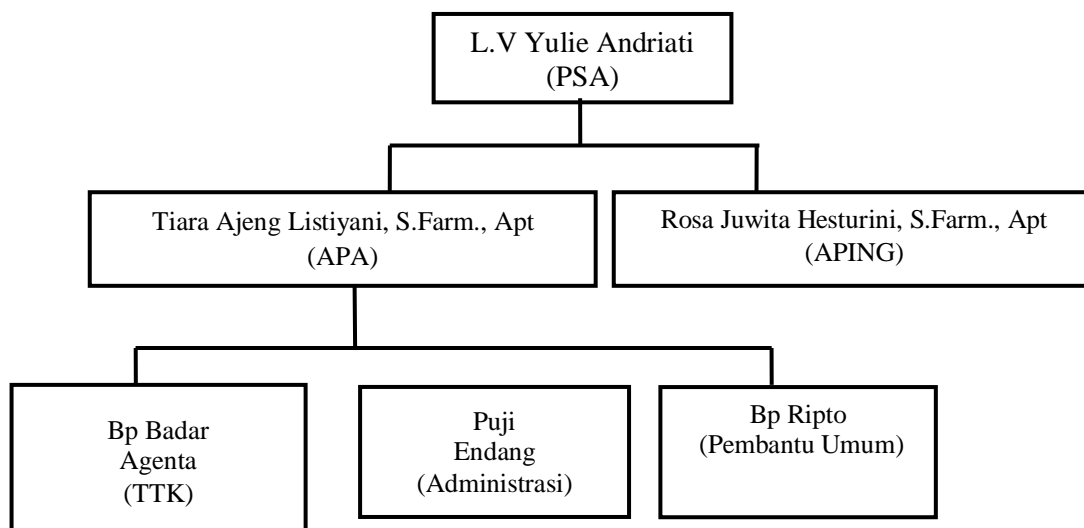 L.V Yulie Andriati
(PSA)
Tiara Ajeng Listiyani, S.Farm., Apt
(APA)
Rosa Juwita Hesturini, S.Farm., Apt
(APING)
Bp Badar
Agenta
(TTK)
Puji
Endang
(Administrasi)
Bp Ripto
(Pembantu Umum)